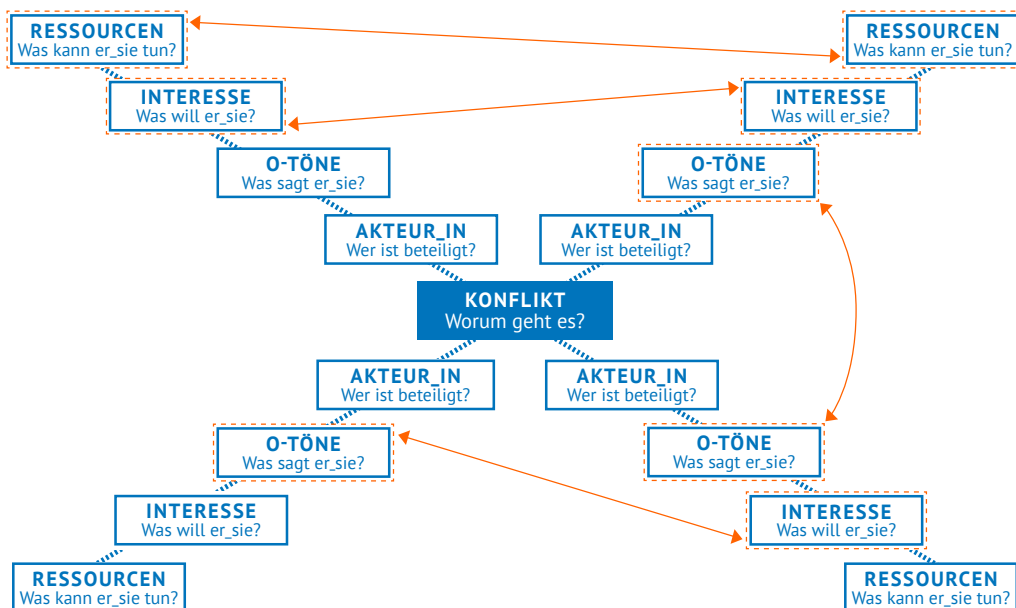 RESSOURCEN
Was kann er_sie tun?
RESSOURCEN
Was kann er_sie tun?
INTERESSE
Was will er_sie?
INTERESSE
Was will er_sie?
O-TÖNE
Was sagt er_sie?
O-TÖNE
Was sagt er_sie?
AKTEUR_IN
Wer ist beteiligt?
AKTEUR_IN
Wer ist beteiligt?
KONFLIKT
Worum geht es?
AKTEUR_IN
Wer ist beteiligt?
AKTEUR_IN
Wer ist beteiligt?
O-TÖNE
Was sagt er_sie?
O-TÖNE
Was sagt er_sie?
INTERESSE
Was will er_sie?
INTERESSE
Was will er_sie?
RESSOURCEN
Was kann er_sie tun?
RESSOURCEN
Was kann er_sie tun?